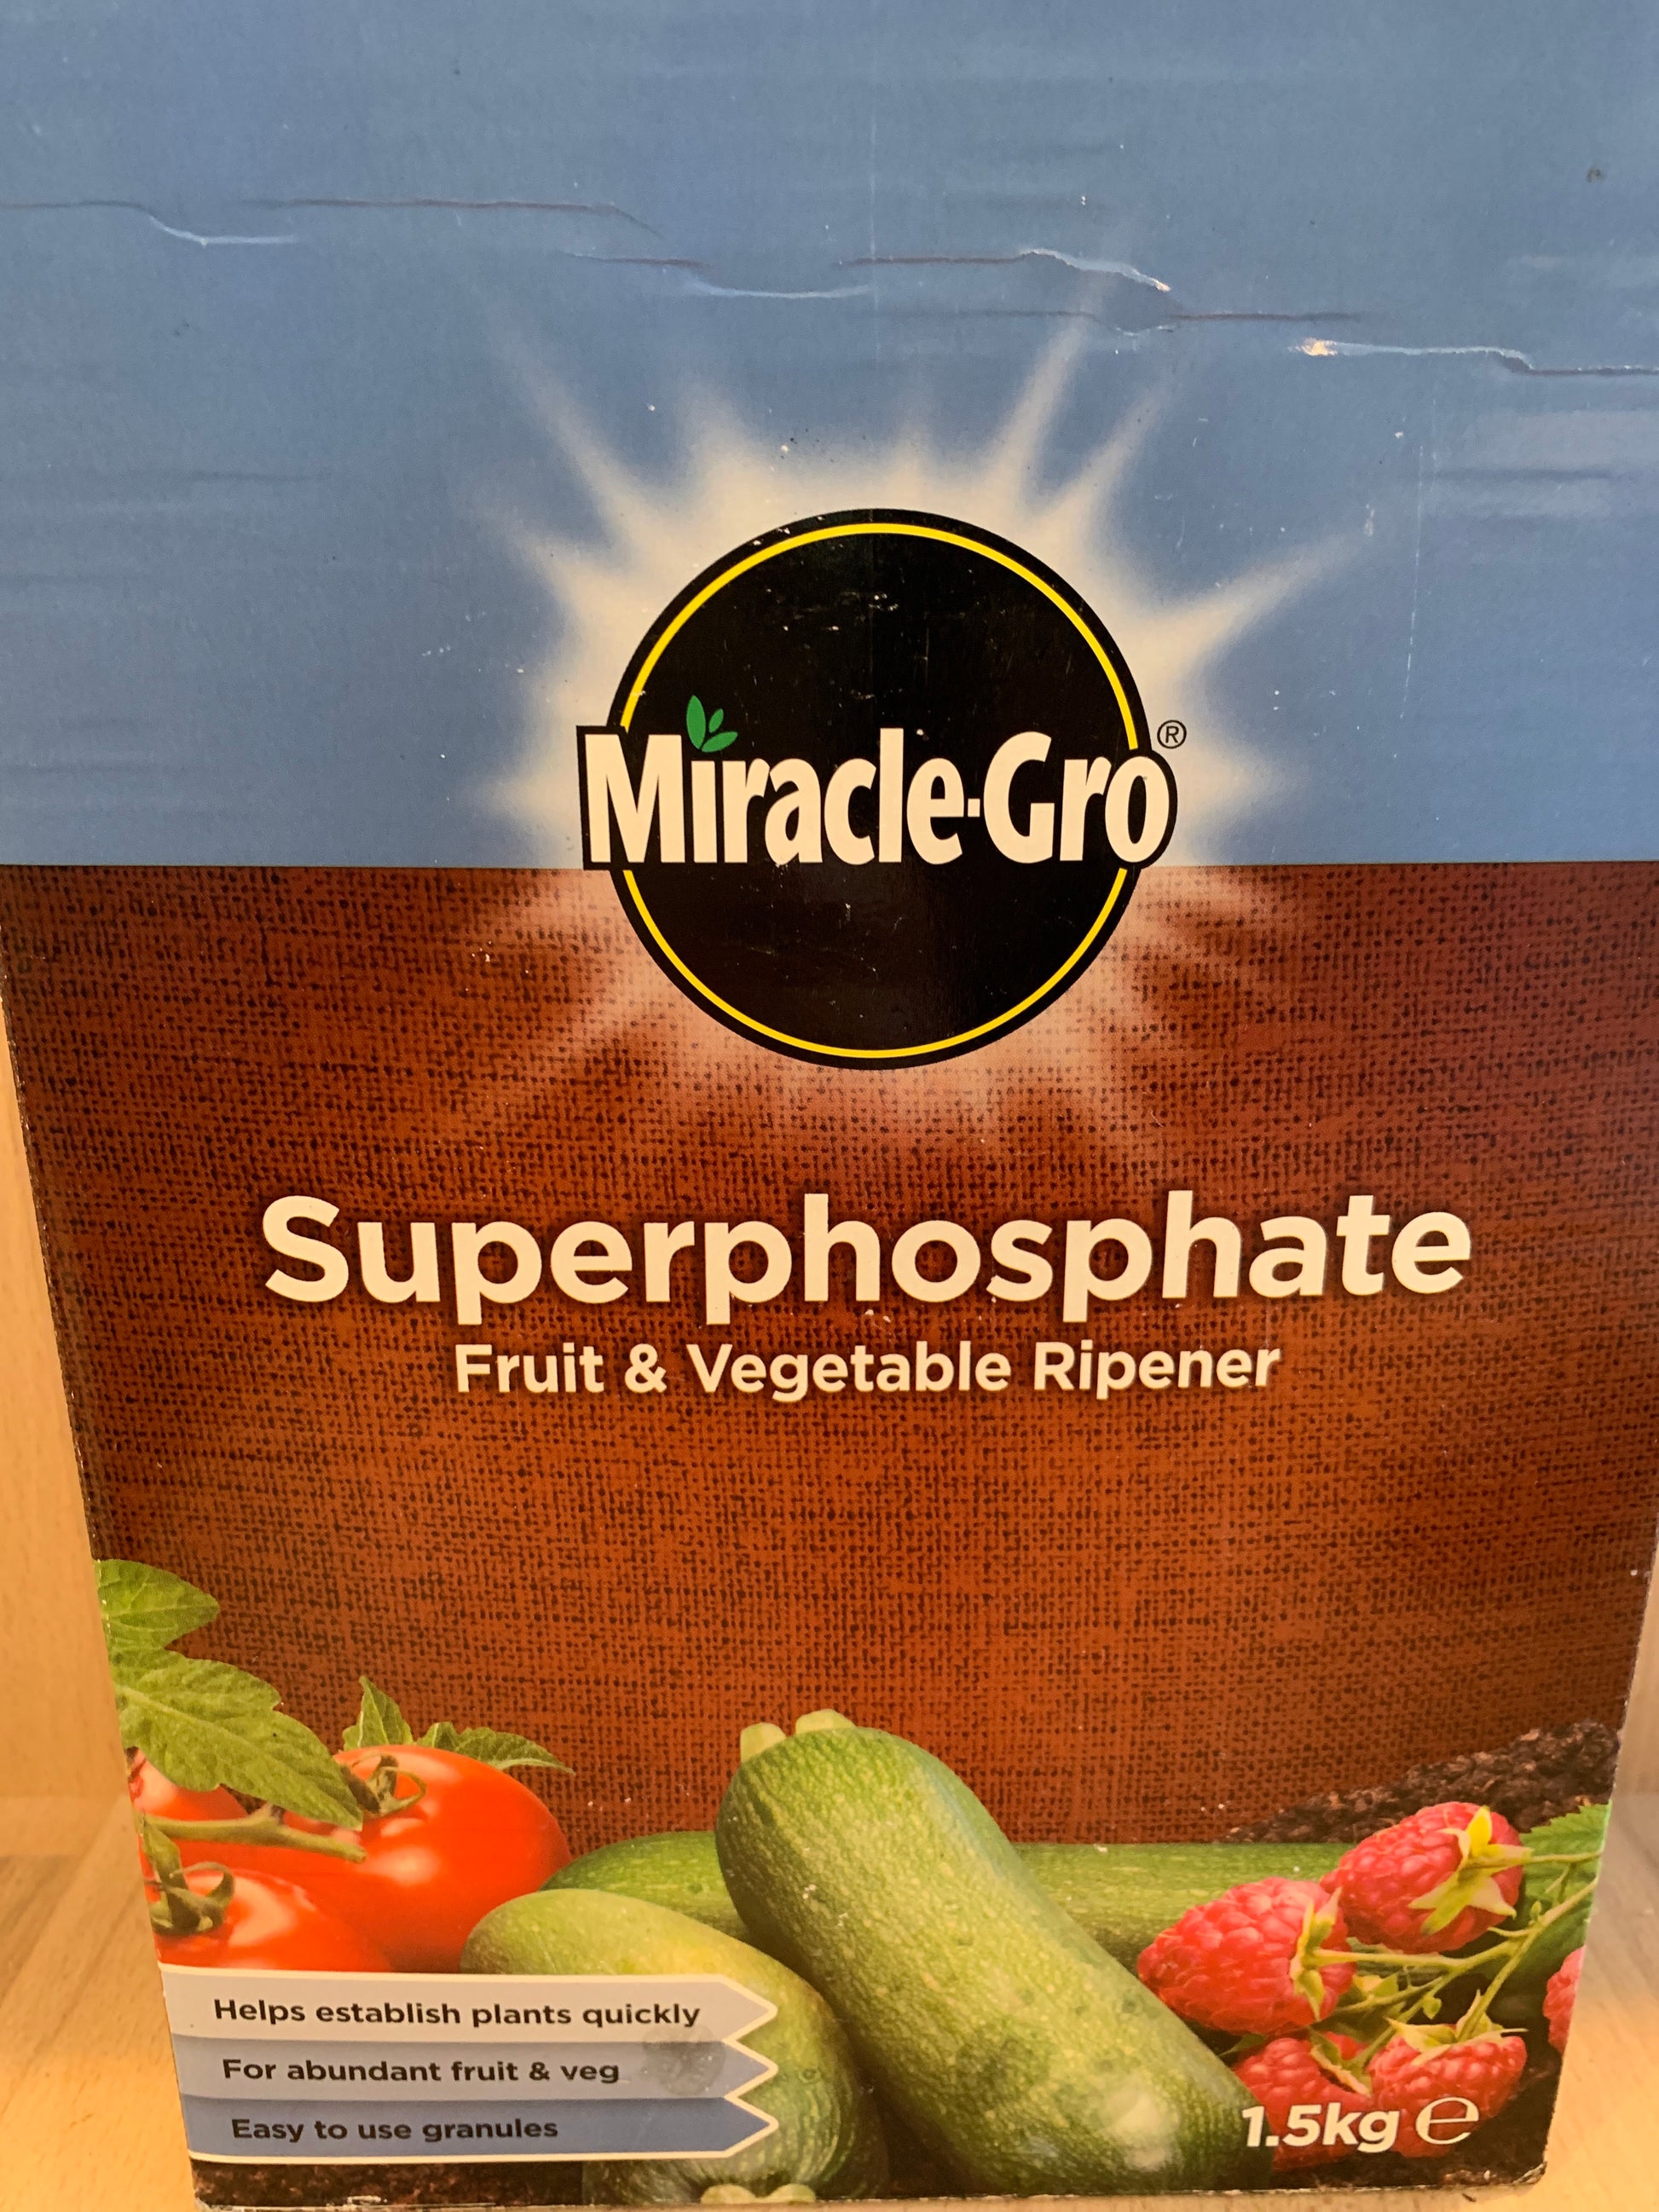 Miracle-Gro®
Superphosphate
Fruit & Vegetable Ripener
Helps establish plants quickly
For abundant fruit & veg
Easy to use granules
1.5kg ℮